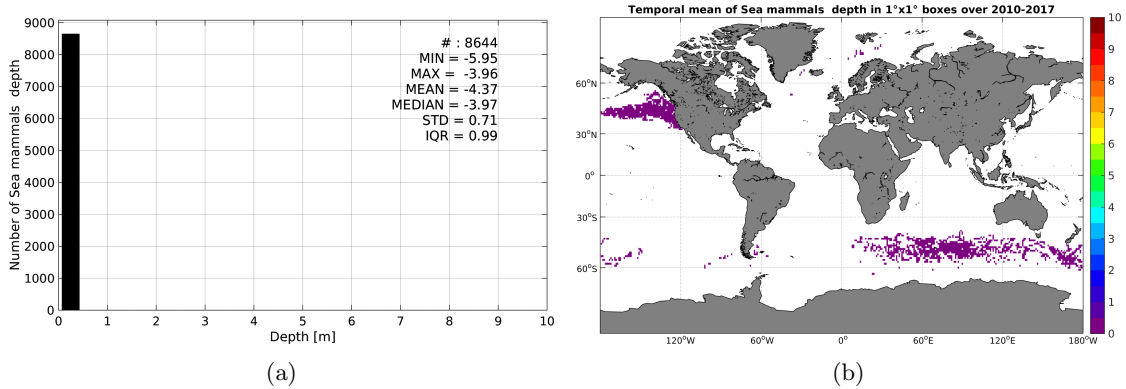 Number of Sea mammals  depth
9000
8000
7000
6000
5000
4000
3000
2000
1000
0
# : 8644
MIN = -5.95
MAX =  -3.96
MEAN = -4.37
MEDIAN = -3.97
STD = 0.71
IQR = 0.99
0 1 2 3 4 5 6 7 8 9 10
Depth [m]
(a)
Temporal mean of Sea mammals  depth in 1°x1° boxes over 2010-2017
60°N
30°N
0°
30°S
60°S
120°W 60°W 0° 60°E 120°E 180°W
10
9
8
7
6
5
4
3
2
1
0
(b)